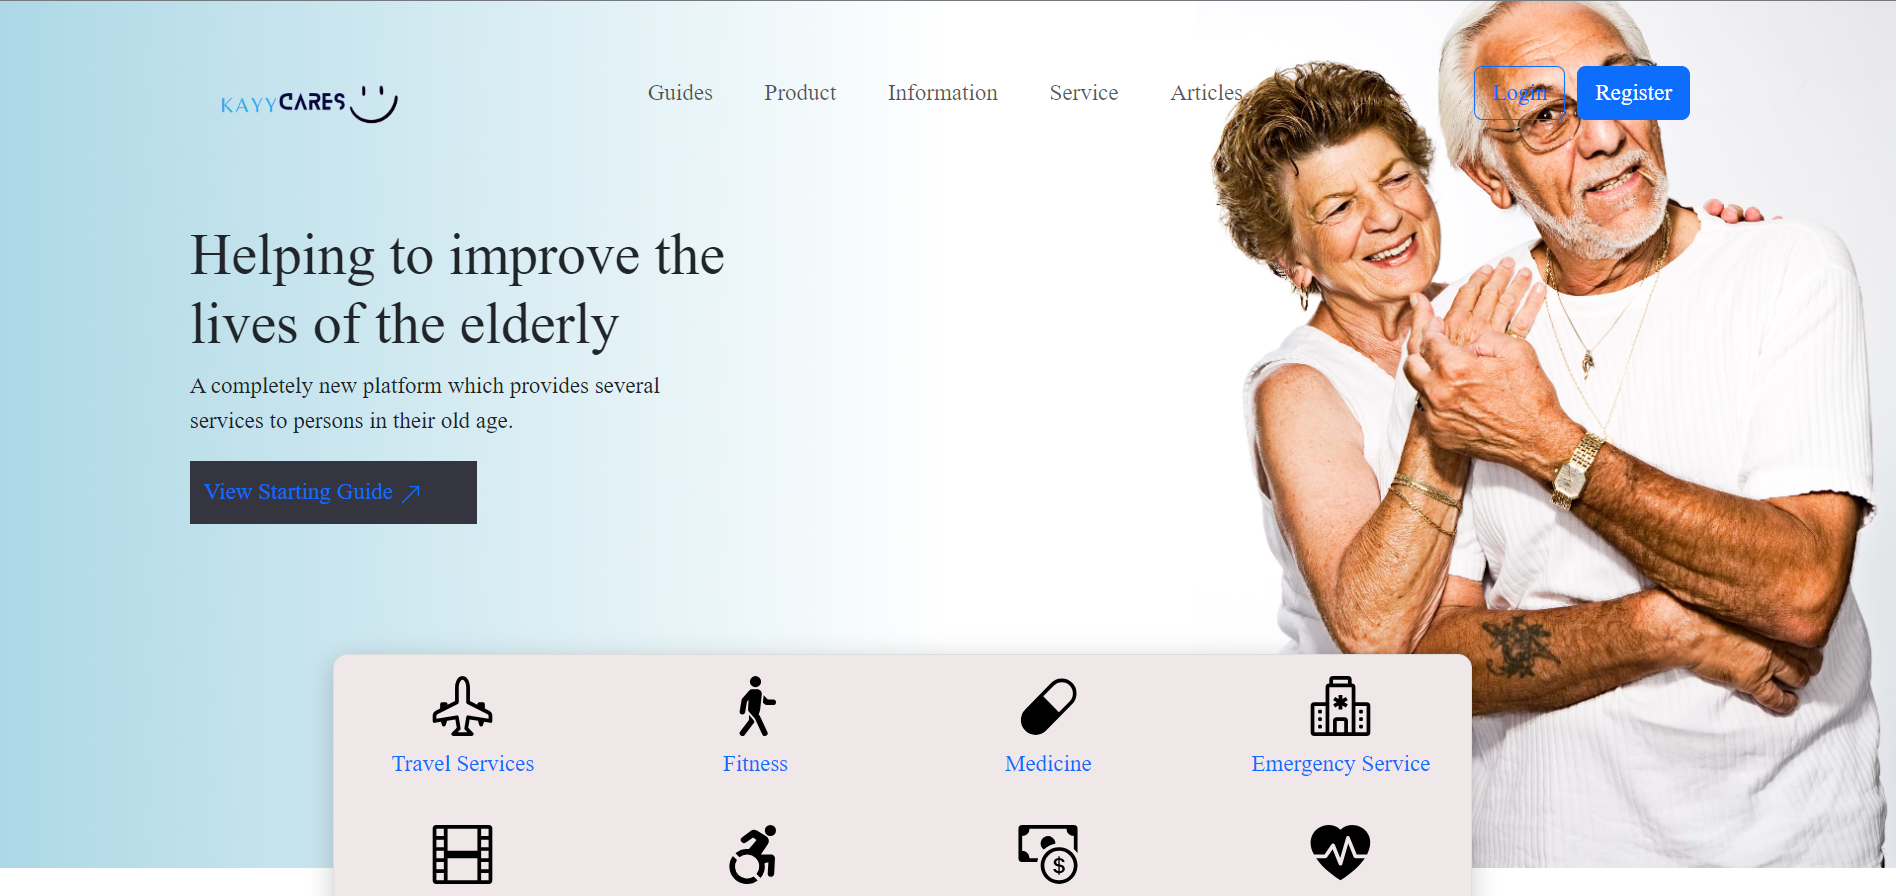 KAYYCARES
Guides
Product
Information
Service
Articles
Login
Register
Helping to improve the
lives of the elderly
A completely new platform which provides several
services to persons in their old age.
View Starting Guide
Travel Services
Fitness
Medicine
Emergency Service
$